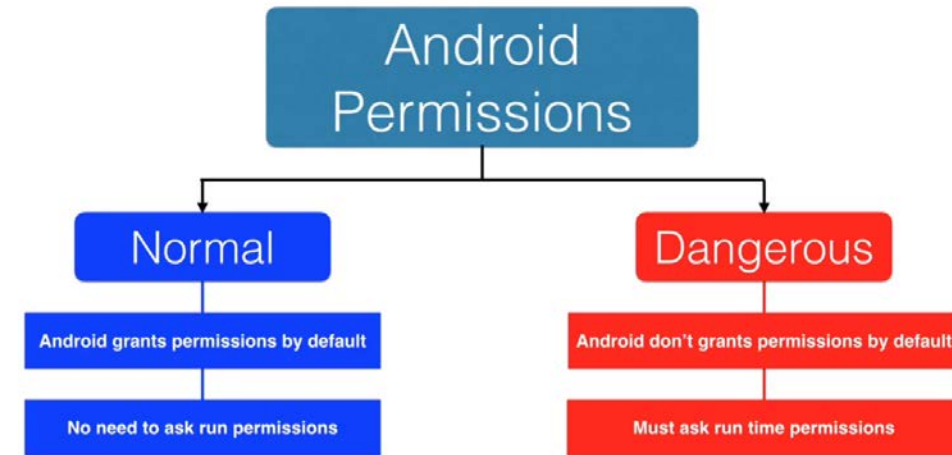 Android
Permissions
Normal
Dangerous
Android grants permissions by default
Android don't grants permissions by default
No need to ask run permissions
Must ask run time permissions